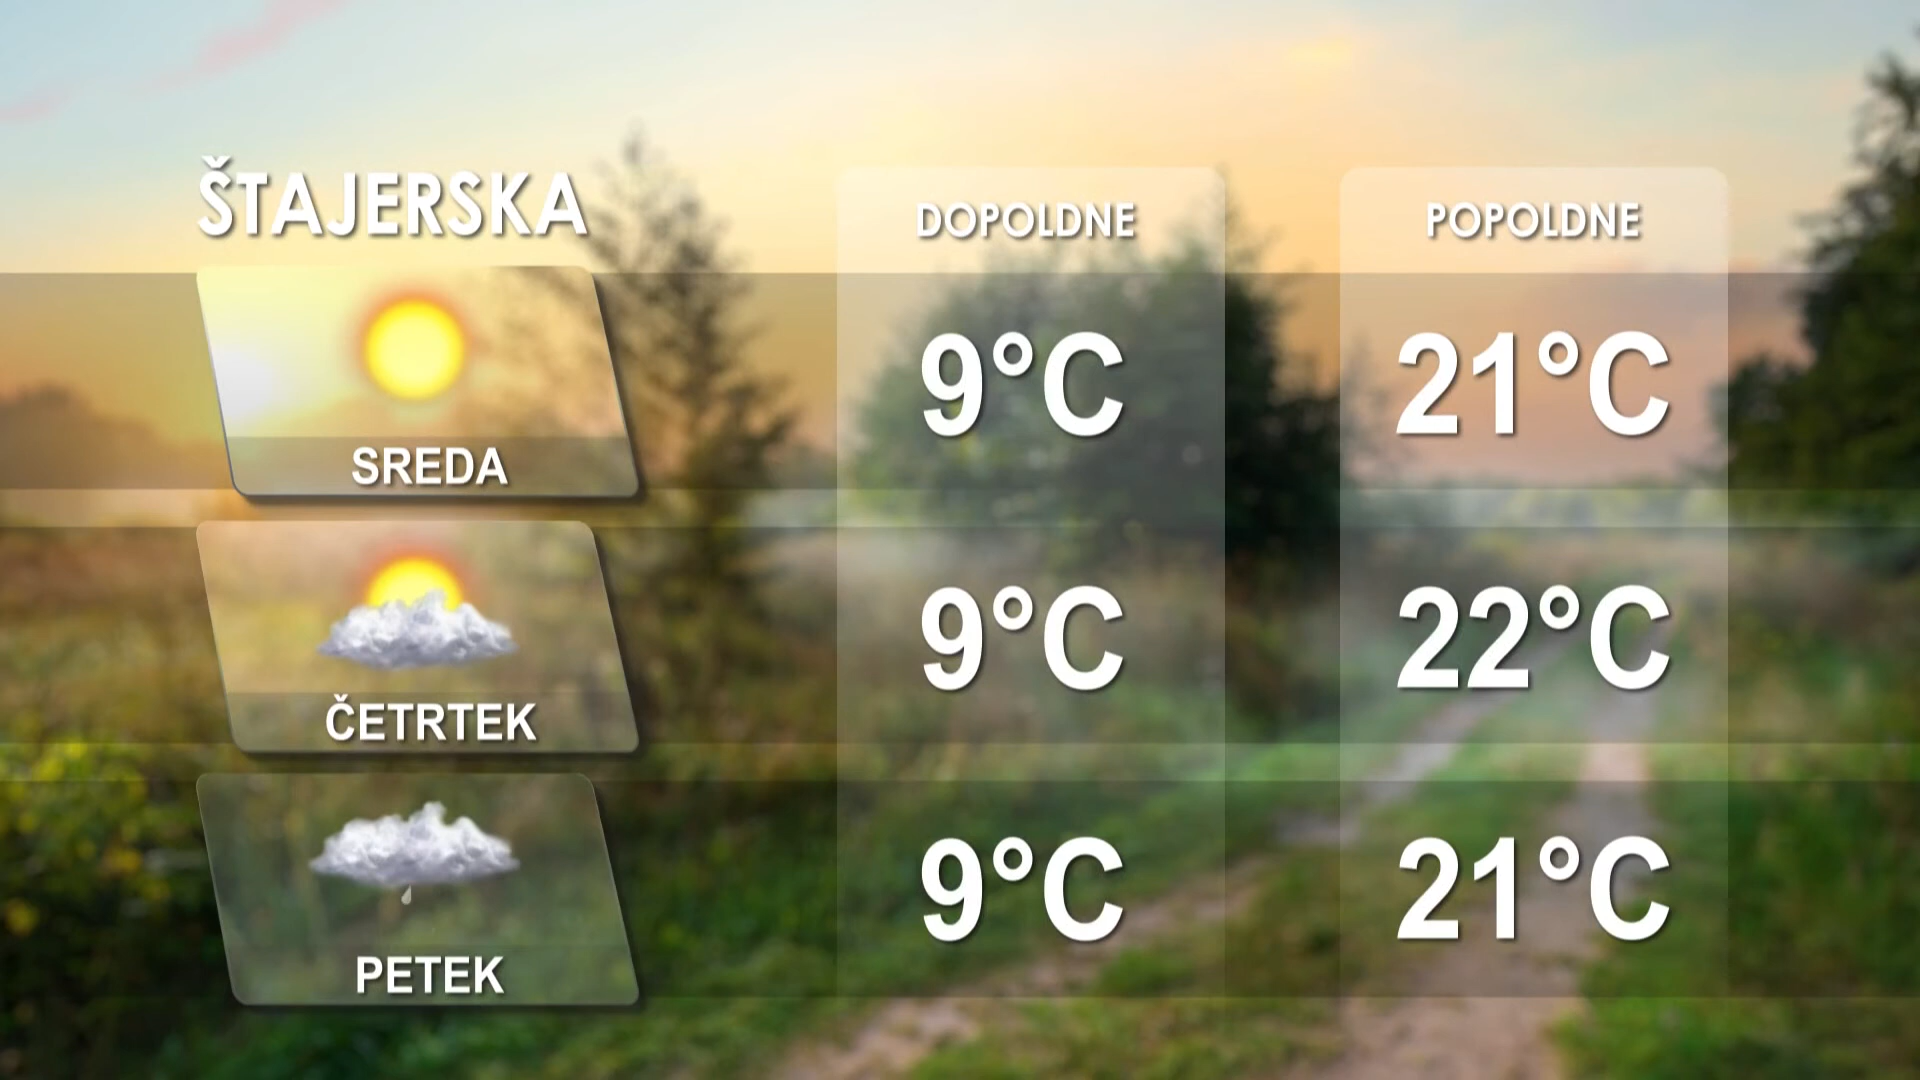 ŠTAJERSKA
DOPOLDNE
POPOLDNE
9°C
21°C
SREDA
9°C
22°C
ČETRTEK
9°C
21°C
PETEK